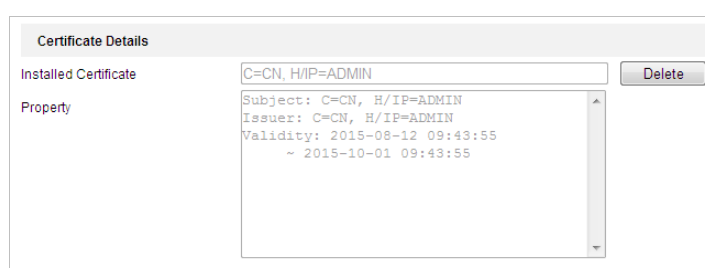 Certificate Details
Installed Certificate C=CN, H/IP=ADMIN Delete
Property
Subject: C=CN, H/IP=ADMIN
Issuer: C=CN, H/IP=ADMIN
Validity: 2015-08-12 09:43:55
~ 2015-10-01 09:43:55